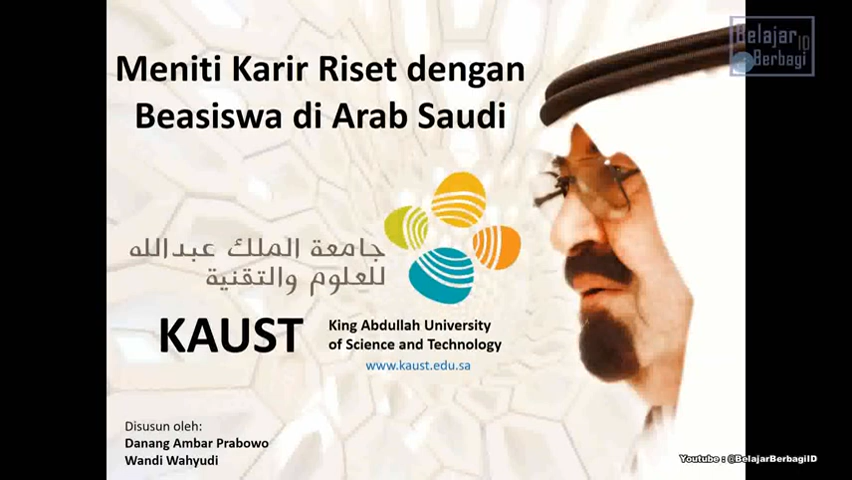 Belajar
ID
Berbagi
Meniti Karir Riset dengan
Beasiswa di Arab Saudi
جامعة الملك عبدالله
للعلوم والتقنية
KAUST
King Abdullah University
of Science and Technology
www.kaust.edu.sa
Disusun oleh:
Danang Ambar Prabowo
Wandi Wahyudi
Youtube : @BelajarBerbagiID